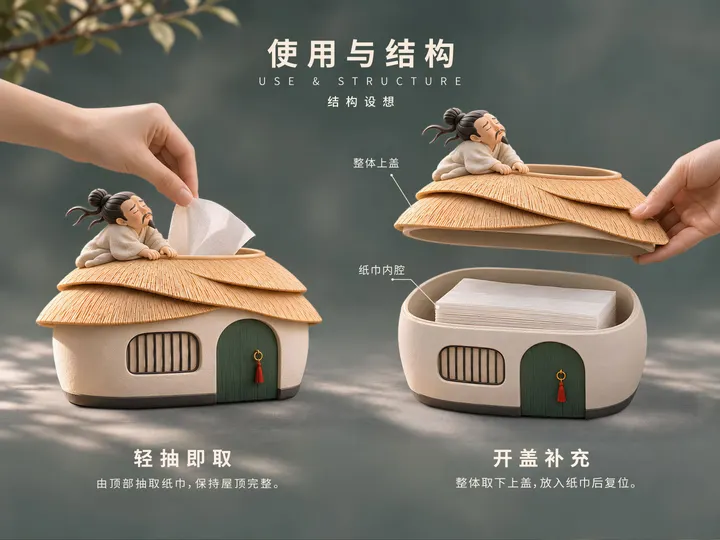 使用与结构
USE & STRUCTURE
结构设想
整体上盖
纸巾内腔
轻抽即取
由顶部抽取纸巾，保持屋顶完整。
开盖补充
整体取下上盖，放入纸巾后复位。